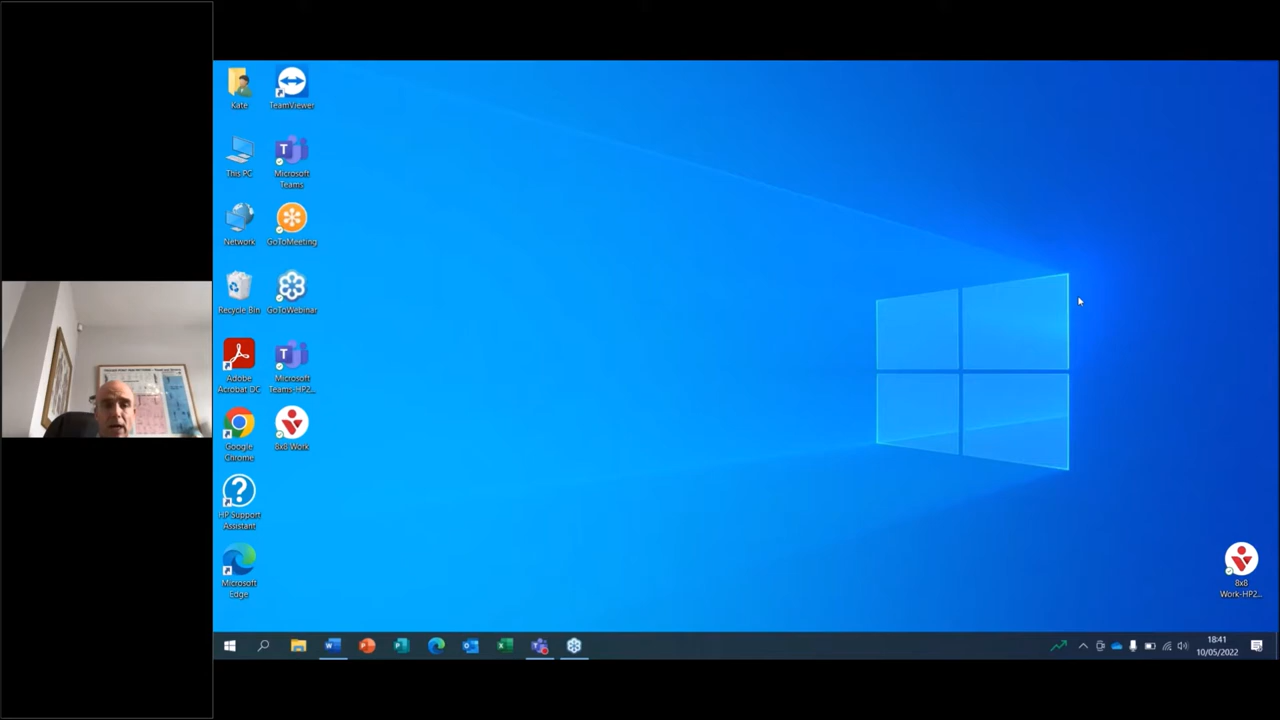 Kate
TeamViewer
This PC
Microsoft
Teams
Network
GoToMeeting
Recycle Bin
GoToWebinar
Adobe
Acrobat DC
Microsoft
Teams-HP2...
Google
Chrome
8x8 Work
HP Support
Assistant
Microsoft
Edge
8x8
Work-HP2...
18:41
10/05/2022